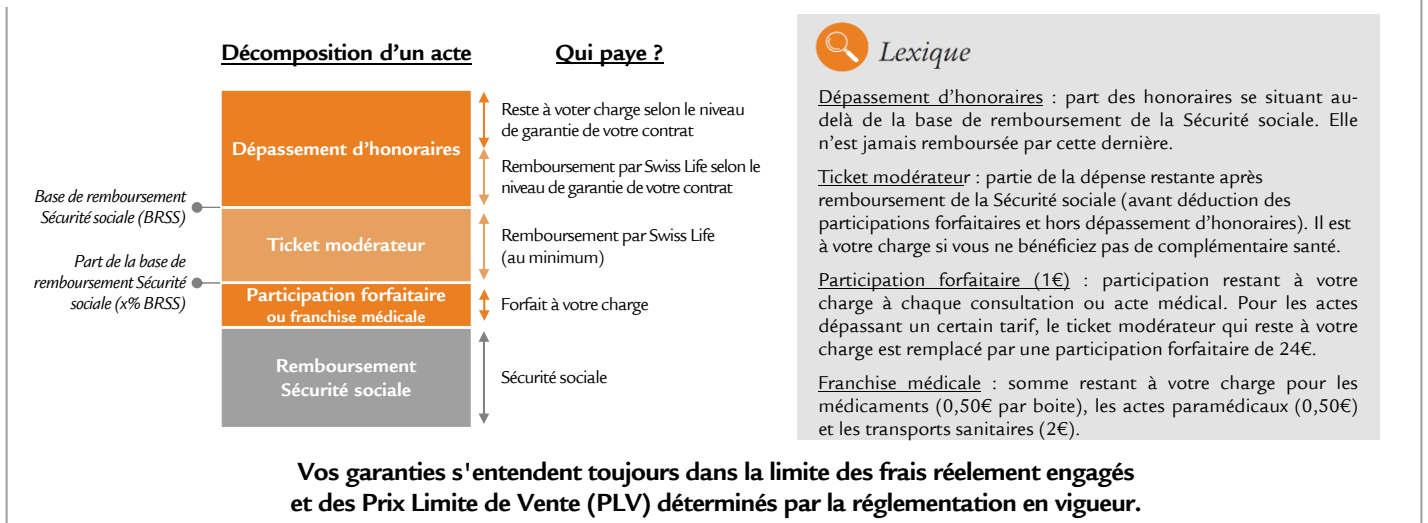 Décomposition d'un acte
Qui paye ?
Dépassement d'honoraires
Ticket modérateur
Participation forfaitaire
ou franchise médicale
Remboursement
Sécurité sociale
Base de remboursement
Sécurité sociale (BRSS)
Part de la base de
remboursement Sécurité
sociale (x% BRSS)
Reste à voter charge selon le niveau
de garantie de votre contrat
Remboursement par Swiss Life selon le
niveau de garantie de votre contrat
Remboursement par Swiss Life
(au minimum)
Forfait à votre charge
Sécurité sociale
Lexique
Dépassement d'honoraires : part des honoraires se situant au-
delà de la base de remboursement de la Sécurité sociale. Elle
n'est jamais remboursée par cette dernière.
Ticket modérateur : partie de la dépense restante après
remboursement de la Sécurité sociale (avant déduction des
participations forfaitaires et hors dépassement d'honoraires). Il est
à votre charge si vous ne bénéficiez pas de complémentaire santé.
Participation forfaitaire (1€) : participation restant à votre
charge à chaque consultation ou acte médical. Pour les actes
dépassant un certain tarif, le ticket modérateur qui reste à votre
charge est remplacé par une participation forfaitaire de 24€.
Franchise médicale : somme restant à votre charge pour les
médicaments (0,50€ par boite), les actes paramédicaux (0,50€)
et les transports sanitaires (2€).
Vos garanties s'entendent toujours dans la limite des frais réelement engagés
et des Prix Limite de Vente (PLV) déterminés par la réglementation en vigueur.